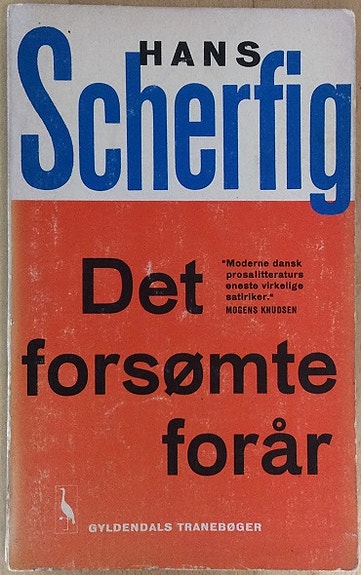 HANS
Scherfig
Det
"Moderne dansk
prosalitteraturs
eneste virkelige
satiriker."
MOGENS KNUDSEN
forsømte
forår
GYLDENDALS TRANEBØGER